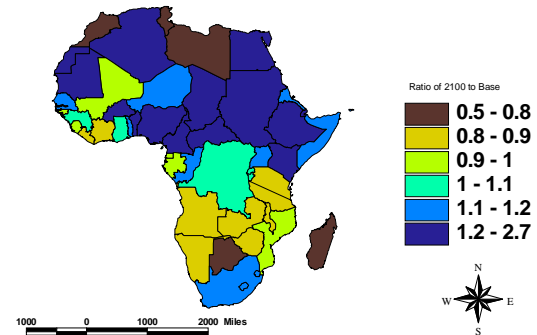 Ratio of 2100 to Base
0.5 - 0.8
0.8 - 0.9
0.9 - 1
1 - 1.1
1.1 - 1.2
1.2 - 2.7
N
W E
S
1000 0 1000 2000 Miles